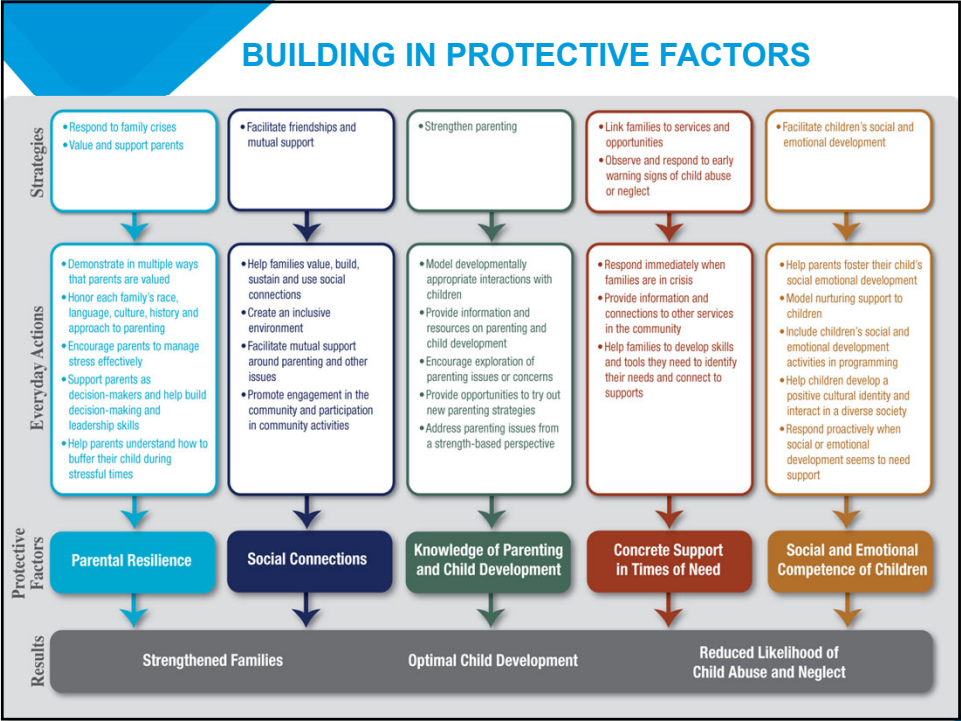 BUILDING IN PROTECTIVE FACTORS
Strategies
• Respond to family crises
• Value and support parents
• Facilitate friendships and
mutual support
• Strengthen parenting
• Link families to services and
opportunities
• Observe and respond to early
warning signs of child abuse
or neglect
• Facilitate children's social and
emotional development
Everyday Actions
• Demonstrate in multiple ways
that parents are valued
• Honor each family's race,
language, culture, history and
approach to parenting
• Encourage parents to manage
stress effectively
• Support parents as
decision-makers and help build
decision-making and
leadership skills
• Help parents understand how to
buffer their child during
stressful times
• Help families value, build,
sustain and use social
connections
• Create an inclusive
environment
• Facilitate mutual support
around parenting and other
issues
• Promote engagement in the
community and participation
in community activities
• Model developmentally
appropriate interactions with
children
• Provide information and
resources on parenting and
child development
• Encourage exploration of
parenting issues or concerns
• Provide opportunities to try out
new parenting strategies
• Address parenting issues from
a strength-based perspective
• Respond immediately when
families are in crisis
• Provide information and
connections to other services
in the community
• Help families to develop skills
and tools they need to identify
their needs and connect to
supports
• Help parents foster their child's
social emotional development
• Model nurturing support to
children
• Include children's social and
emotional development
activities in programming
• Help children develop a
positive cultural identity and
interact in a diverse society
• Respond proactively when
social or emotional
development seems to need
support
Protective
Factors
Parental Resilience
Social Connections
Knowledge of Parenting
and Child Development
Concrete Support
in Times of Need
Social and Emotional
Competence of Children
Results
Strengthened Families
Optimal Child Development
Reduced Likelihood of
Child Abuse and Neglect